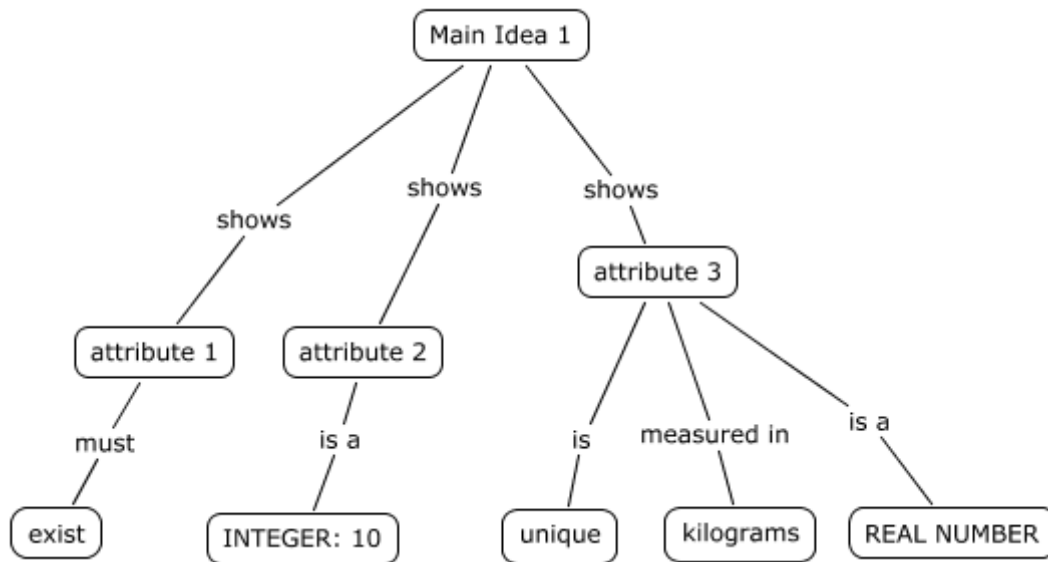 Main Idea 1
shows
shows
shows
attribute 3
attribute 1
attribute 2
must
is a
is
measured in
is a
exist
INTEGER: 10
unique
kilograms
REAL NUMBER